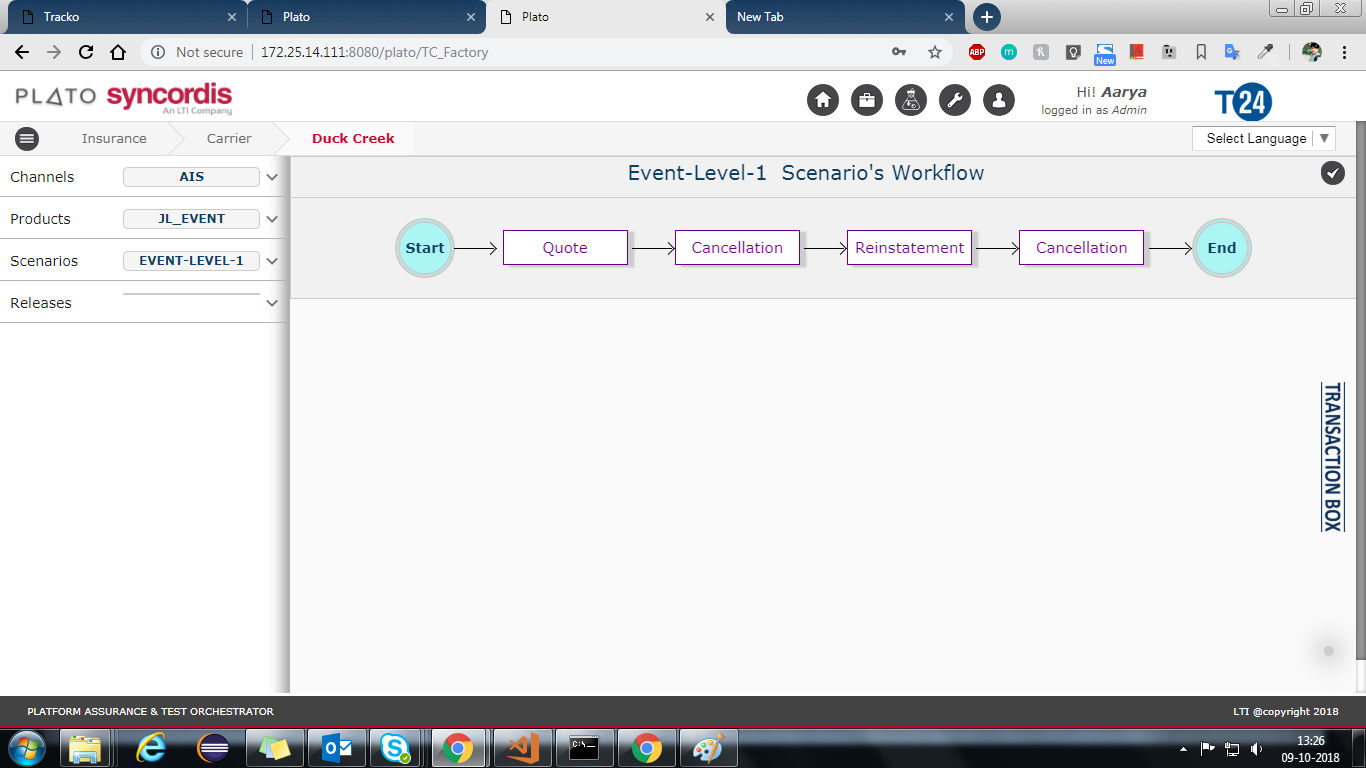 Tracko
Plato
Plato
New Tab
Not secure
172.25.14.111:8080/plato/TC_Factory
ABP
m
New
PLATO syncordis
An LTI Company
Hi! Aarya
logged in as Admin
T24
Insurance
Carrier
Duck Creek
Select Language
Channels
AIS
Products
JL_EVENT
Scenarios
EVENT-LEVEL-1
Releases
Event-Level-1 Scenario's Workflow
Start
Quote
Cancellation
Reinstatement
Cancellation
End
TRANSACTION BOX
PLATFORM ASSURANCE & TEST ORCHESTRATOR
LTI @copyright 2018
13:26
09-10-2018